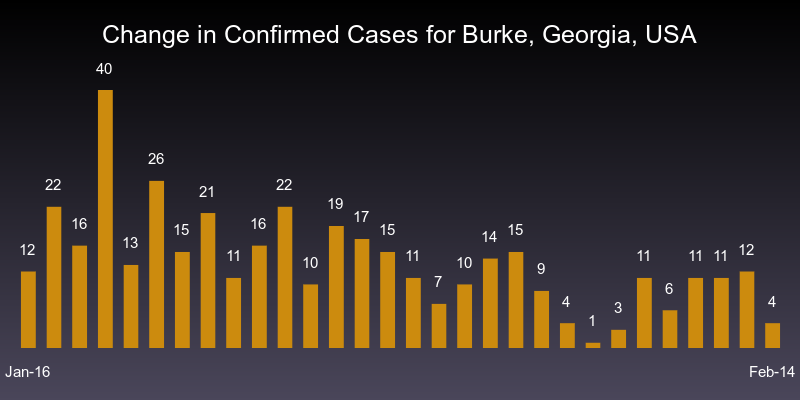 Change in Confirmed Cases for Burke, Georgia, USA
12 22 16 40 13 26 15 21 11 16 22 10 19 17 15 11 7 10 14 15 9 4 1 3 11 6 11 11 12 4
Jan-16 Feb-14